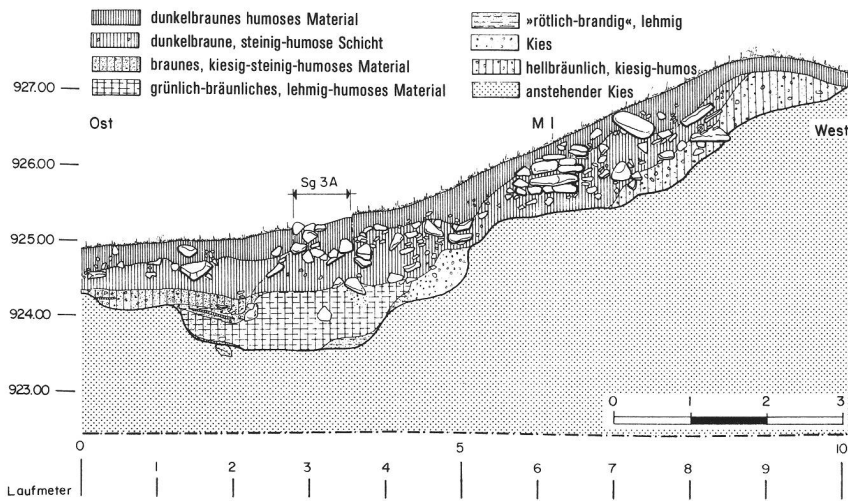 dunkelbraunes humoses Material
dunkelbraune, steinig-humose Schicht
braunes, kiesig-steinig-humoses Material
grünlich-bräunliches, lehmig-humoses Material
»rötlich-brandig«, lehmig
Kies
hellbräunlich, kiesig-humos
anstehender Kies
927.00
926.00
925.00
924.00
923.00
Ost
Sg 3A
M I
West
0 1 2 3
0 5 10
1 2 3 4 6 7 8 9
Laufmeter